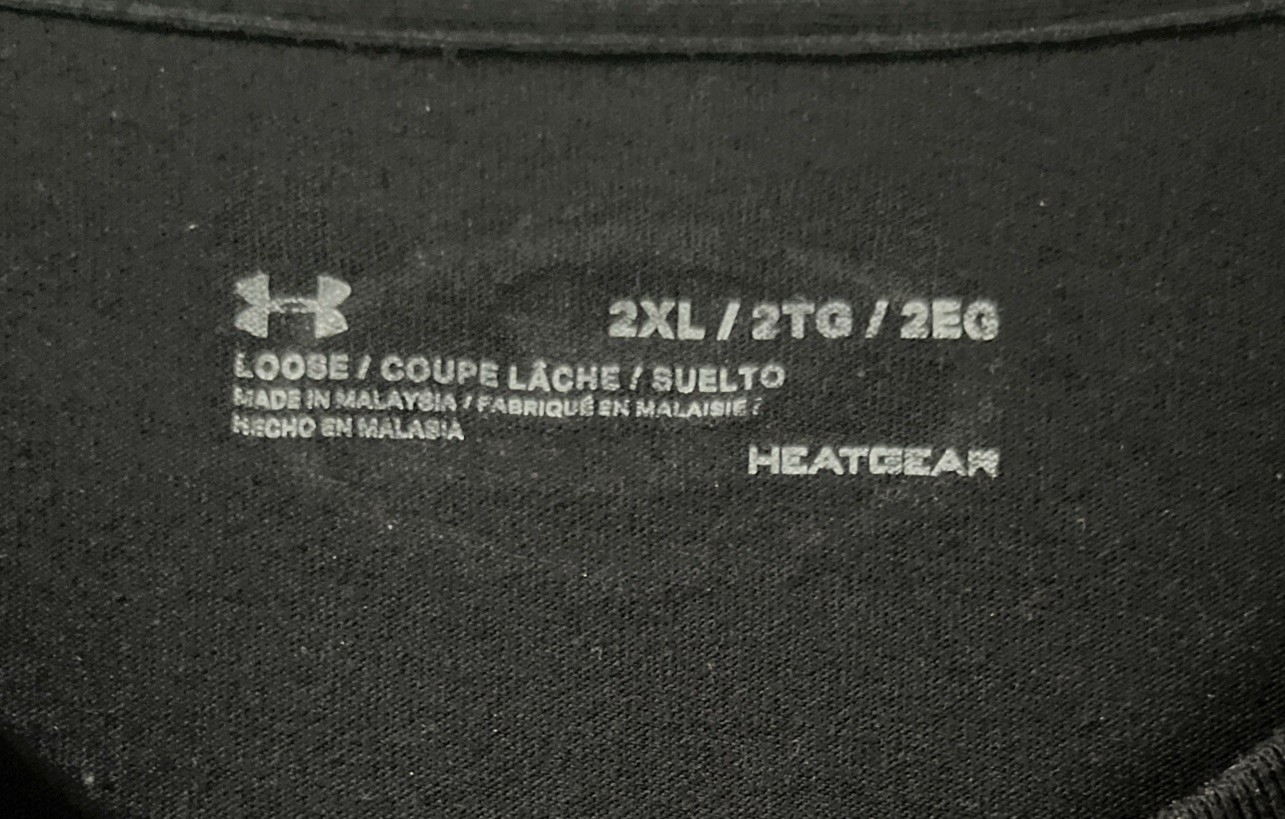 2XL / 2TG / 2EG
LOOSE / COUPE LÂCHE / SUELTO
MADE IN MALAYSIA / FABRIQUÉ EN MALAISIE /
HECHO EN MALASIA
HEATGEAR